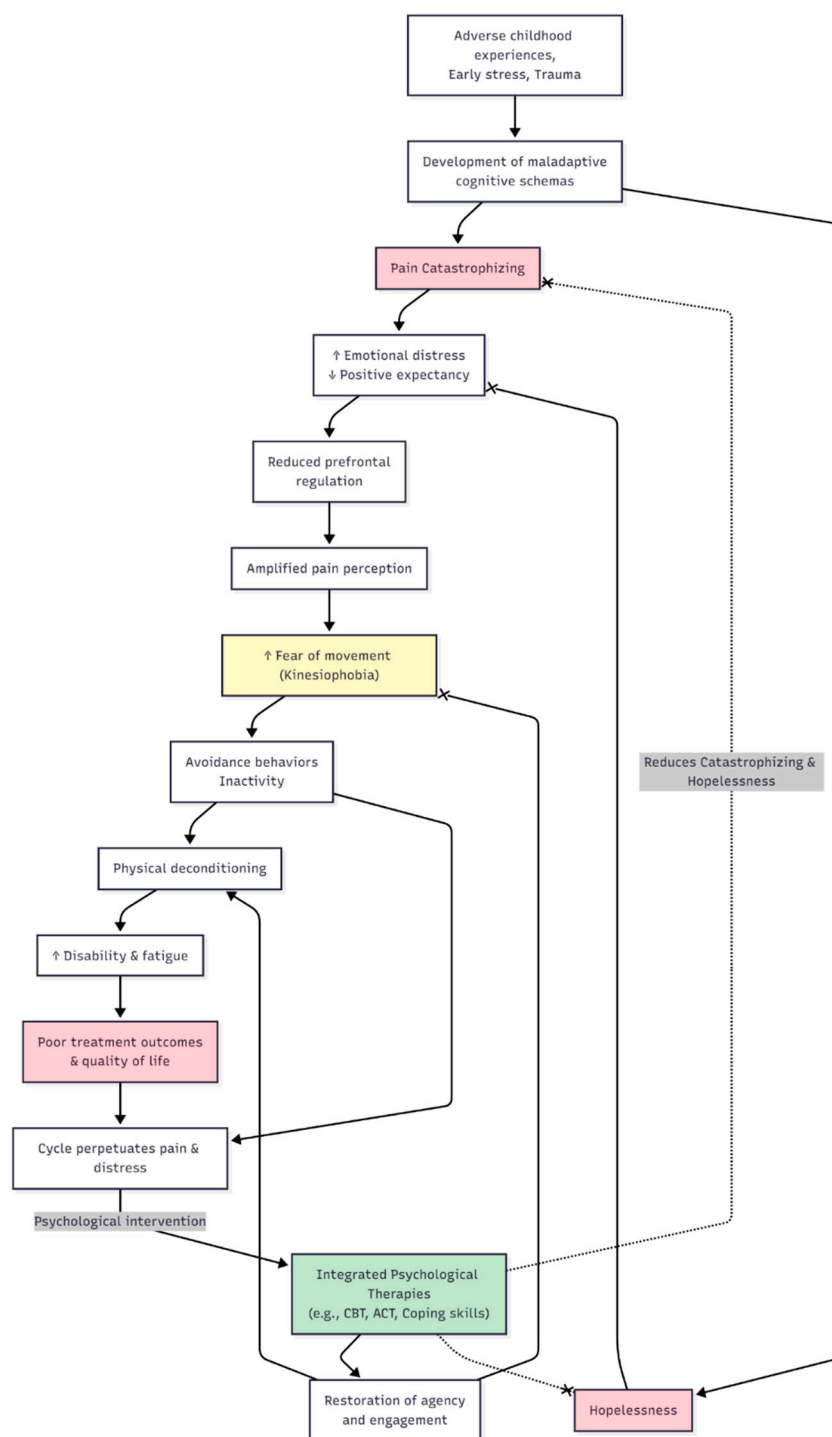 Adverse childhood
experiences,
Early stress, Trauma
Development of maladaptive
cognitive schemas
Pain Catastrophizing
↑ Emotional distress
↓ Positive expectancy
Reduced prefrontal
regulation
Amplified pain perception
↑ Fear of movement
(Kinesiophobia)
Avoidance behaviors
Inactivity
Reduces Catastrophizing &
Hopelessness
Physical deconditioning
↑ Disability & fatigue
Poor treatment outcomes
& quality of life
Cycle perpetuates pain &
distress
Psychological intervention
Integrated Psychological
Therapies
(e.g., CBT, ACT, Coping skills)
Restoration of agency
and engagement
Hopelessness